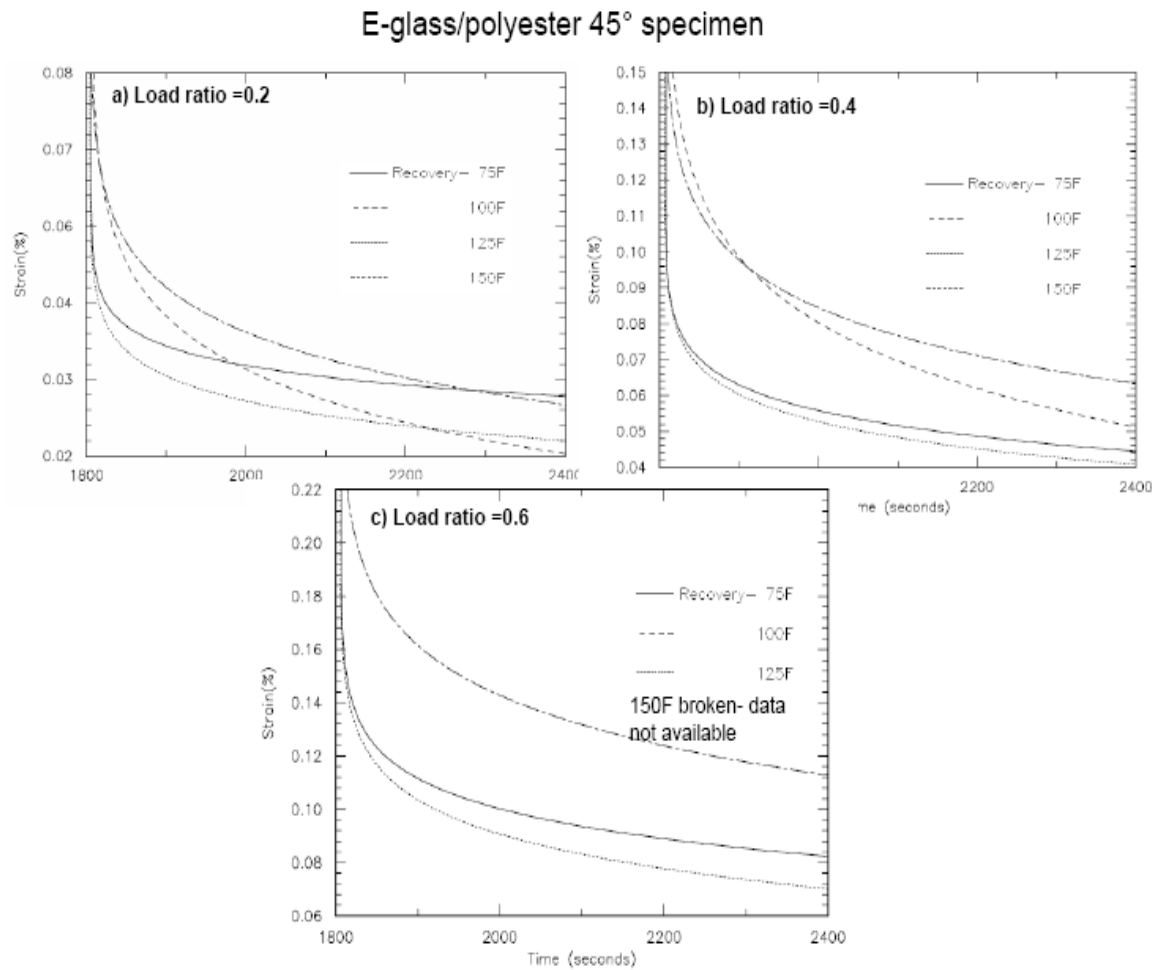 E-glass/polyester 45° specimen
a) Load ratio =0.2
Recovery— 75F
100F
125F
150F
Strain(%)
0.08
0.07
0.06
0.05
0.04
0.03
0.02
1800
2000
2200
2400
b) Load ratio =0.4
Recovery— 75F
100F
125F
150F
Strain(%)
0.15
0.14
0.13
0.12
0.11
0.10
0.09
0.08
0.07
0.06
0.05
0.04
2200
2400
me (seconds)
c) Load ratio =0.6
Recovery— 75F
100F
125F
150F broken- data
not available
Strain(%)
0.22
0.20
0.18
0.16
0.14
0.12
0.10
0.08
0.06
1800
2000
2200
2400
Time (seconds)